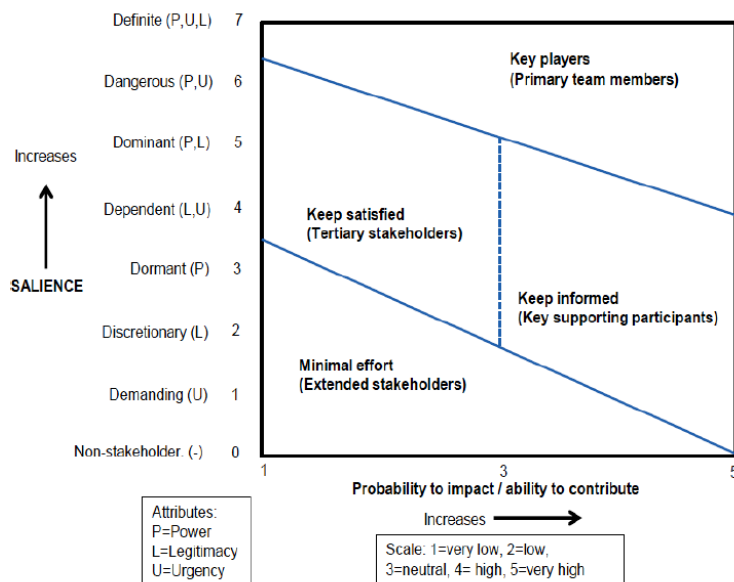 Definite (P,U,L) 7
Key players
(Primary team members)
Dangerous (P,U) 6
Increases
Dominant (P,L) 5
Dependent (L,U) 4
Keep satisfied
(Tertiary stakeholders)
Dormant (P) 3
SALIENCE
Keep informed
(Key supporting participants)
Discretionary (L) 2
Minimal effort
(Extended stakeholders)
Demanding (U) 1
Non-stakeholder. (-) 0
1 3 5
Probability to impact / ability to contribute
Increases
Attributes:
P=Power
L=Legitimacy
U=Urgency
Scale: 1=very low, 2=low,
3=neutral, 4= high, 5=very high